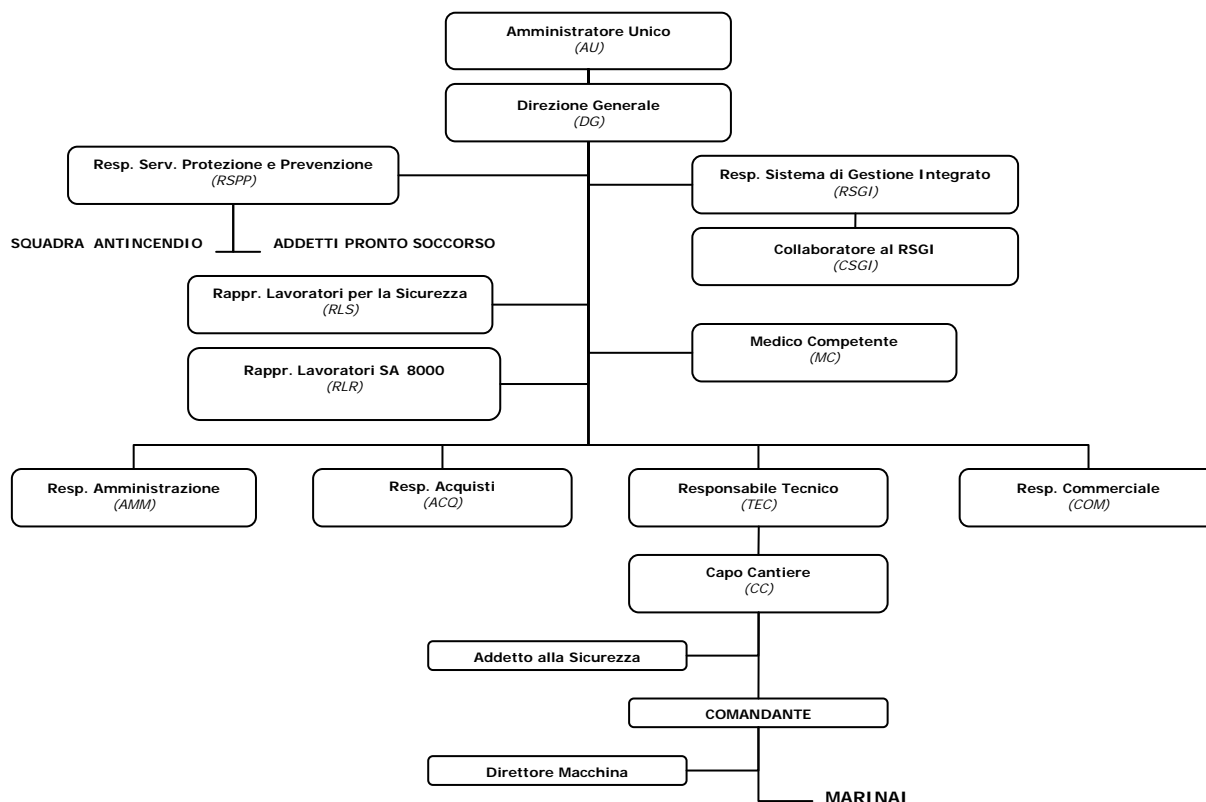 Amministratore Unico
(AU)
Direzione Generale
(DG)
Resp. Serv. Protezione e Prevenzione
(RSPP)
Resp. Sistema di Gestione Integrato
(RSGI)
SQUADRA ANTINCENDIO
ADDETTI PRONTO SOCCORSO
Collaboratore al RSGI
(CSGI)
Rappr. Lavoratori per la Sicurezza
(RLS)
Medico Competente
(MC)
Rappr. Lavoratori SA 8000
(RLR)
Resp. Amministrazione
(AMM)
Resp. Acquisti
(ACQ)
Responsabile Tecnico
(TEC)
Resp. Commerciale
(COM)
Capo Cantiere
(CC)
Addetto alla Sicurezza
COMANDANTE
Direttore Macchina
MARINAI